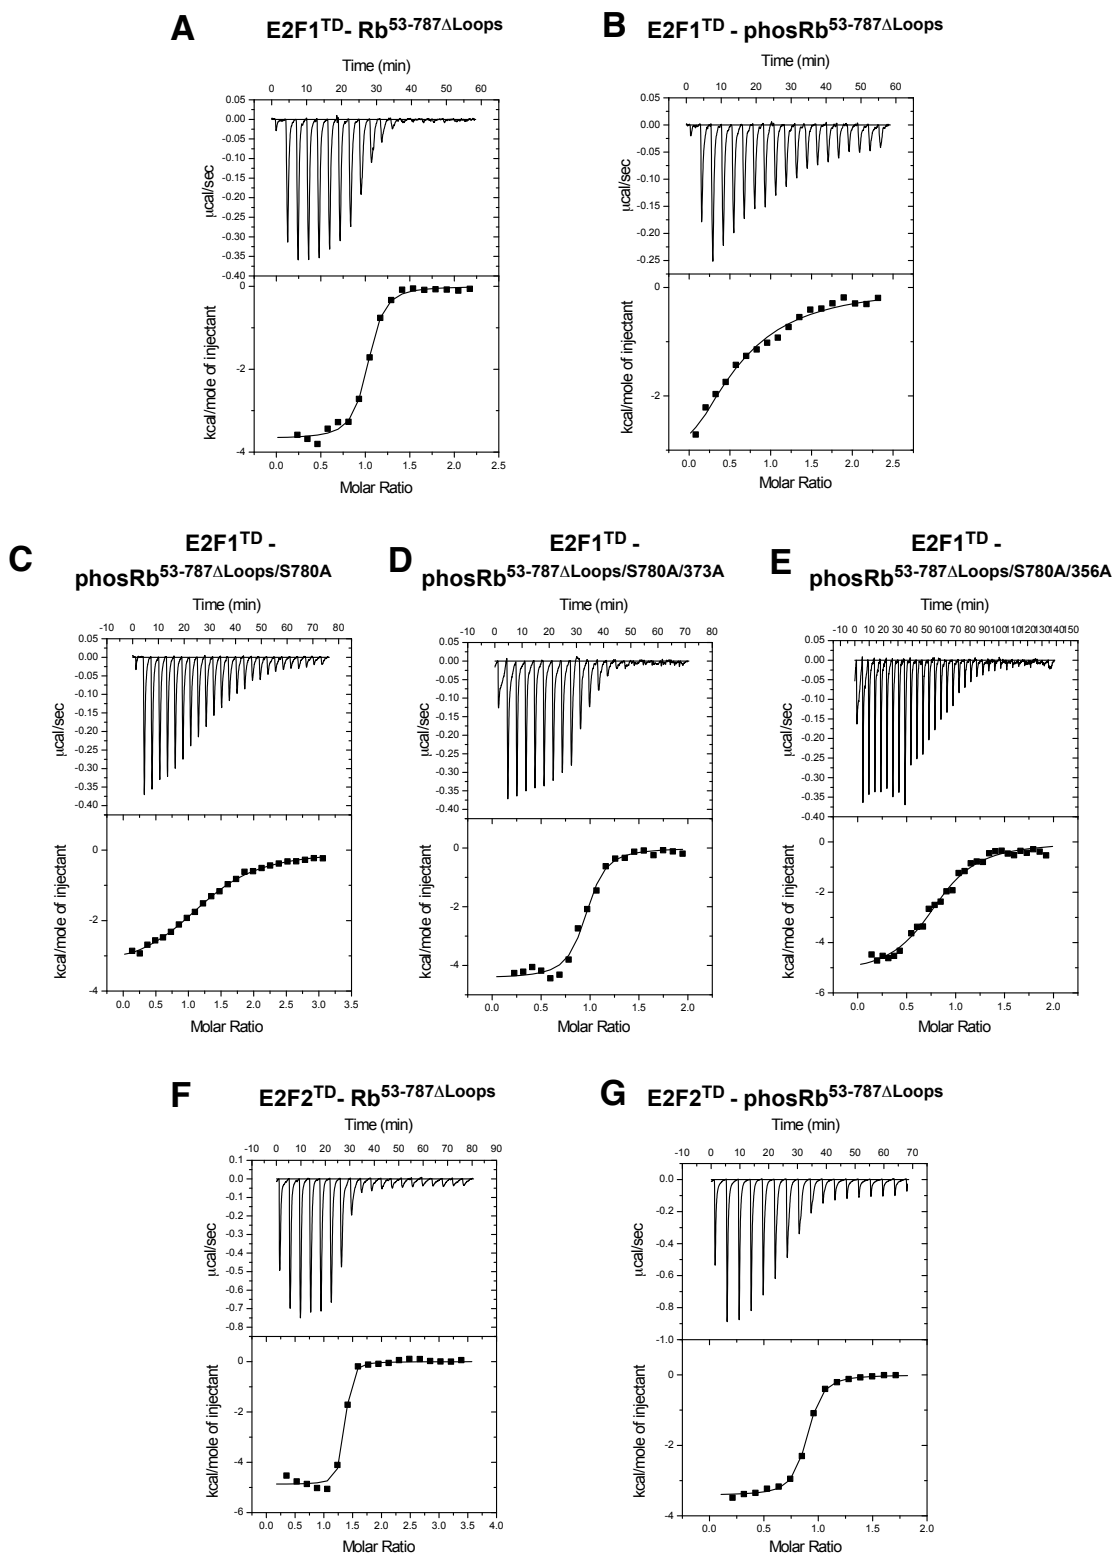 A
E2F1TD- Rb53-787ΔLoops
Time (min)
0 10 20 30 40 50 60
0.05
0.00
-0.05
-0.10
-0.15
-0.20
-0.25
-0.30
-0.35
-0.40
μcal/sec
0
-2
-4
kcal/mole of injectant
0.0 0.5 1.0 1.5 2.0 2.5
Molar Ratio
B
E2F1TD - phosRb53-787ΔLoops
Time (min)
0 10 20 30 40 50 60
0.05
0.00
-0.05
-0.10
-0.15
-0.20
-0.25
μcal/sec
0
-2
kcal/mole of injectant
0.0 0.5 1.0 1.5 2.0 2.5
Molar Ratio
C
E2F1TD -
phosRb53-787ΔLoops/S780A
Time (min)
-10 0 10 20 30 40 50 60 70 80
0.05
0.00
-0.05
-0.10
-0.15
-0.20
-0.25
-0.30
-0.35
-0.40
μcal/sec
0
-2
-4
kcal/mole of injectant
0.0 0.5 1.0 1.5 2.0 2.5 3.0 3.5
Molar Ratio
D
E2F1TD -
phosRb53-787ΔLoops/S780A/373A
Time (min)
-10 0 10 20 30 40 50 60 70 80
0.05
0.00
-0.05
-0.10
-0.15
-0.20
-0.25
-0.30
-0.35
-0.40
-0.45
μcal/sec
0
-2
-4
kcal/mole of injectant
0.0 0.5 1.0 1.5 2.0
Molar Ratio
E
E2F1TD -
phosRb53-787ΔLoops/S780A/356A
Time (min)
-10 0 10 20 30 40 50 60 70 80 90 100 110 120 130 140 150
0.05
0.00
-0.05
-0.10
-0.15
-0.20
-0.25
-0.30
-0.35
-0.40
μcal/sec
0
-2
-4
-6
kcal/mole of injectant
0.0 0.5 1.0 1.5 2.0
Molar Ratio
F
E2F2TD- Rb53-787ΔLoops
Time (min)
-10 0 10 20 30 40 50 60 70 80 90
0.1
0.0
-0.1
-0.2
-0.3
-0.4
-0.5
-0.6
-0.7
-0.8
μcal/sec
0
-2
-4
-6
kcal/mole of injectant
0.0 0.5 1.0 1.5 2.0 2.5 3.0 3.5 4.0
Molar Ratio
G
E2F2TD - phosRb53-787ΔLoops
Time (min)
-10 0 10 20 30 40 50 60 70
0.0
-0.2
-0.4
-0.6
-0.8
-1.0
μcal/sec
0
-2
-4
kcal/mole of injectant
0.0 0.5 1.0 1.5 2.0
Molar Ratio